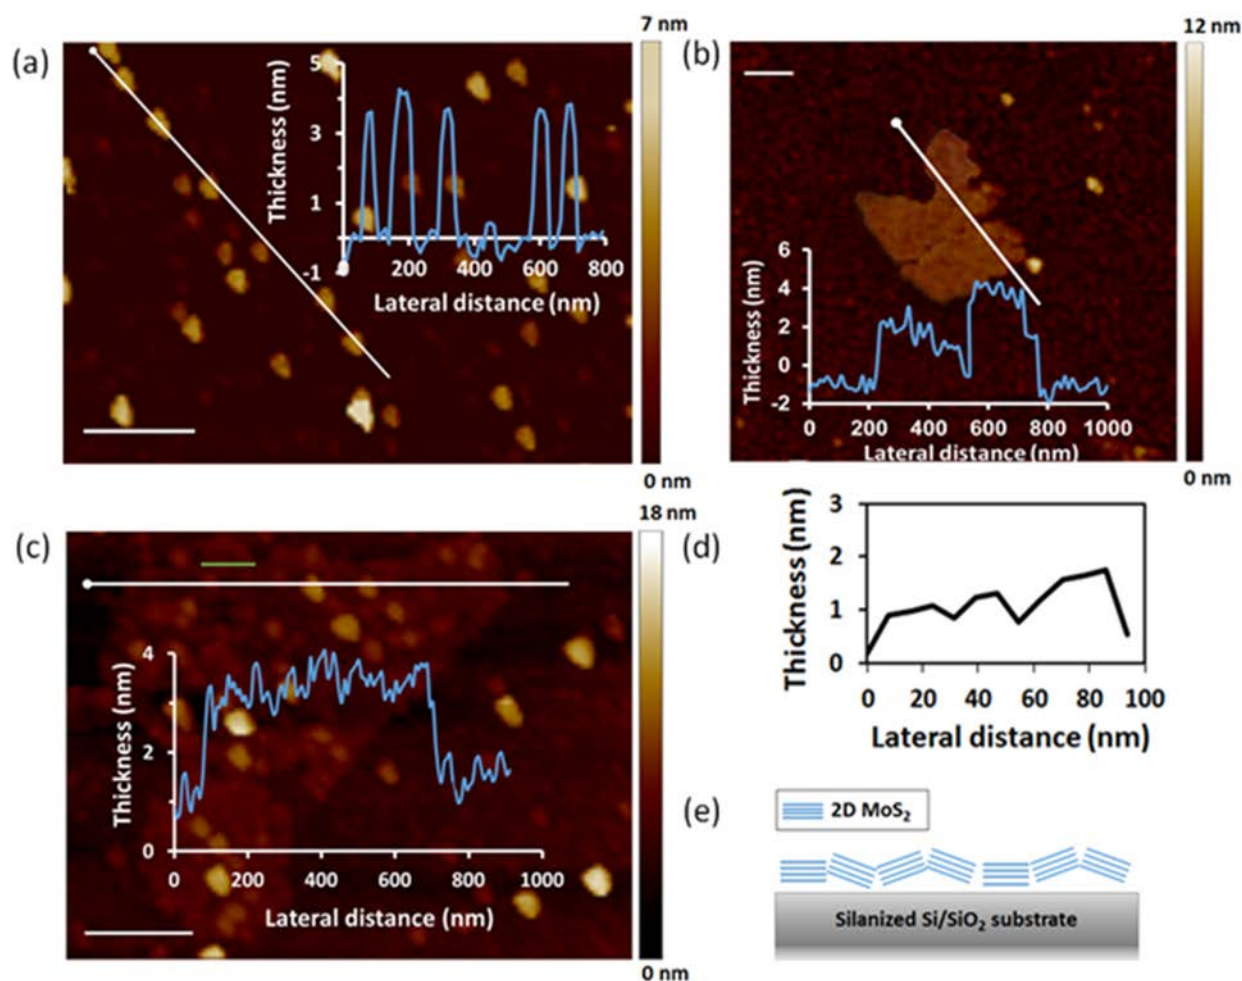 7 nm
(a)
5
3
1
-1
Thickness (nm)
200
400
600
800
Lateral distance (nm)
0 nm
12 nm
(b)
6
4
2
0
-2
Thickness (nm)
0
200
400
600
800
1000
Lateral distance (nm)
0 nm
18 nm
(c)
4
2
0
Thickness (nm)
0
200
400
600
800
1000
Lateral distance (nm)
0 nm
(d)
3
2
1
0
Thickness (nm)
0
20
40
60
80
100
Lateral distance (nm)
(e)
2D MoS₂
Silanized Si/SiO₂ substrate